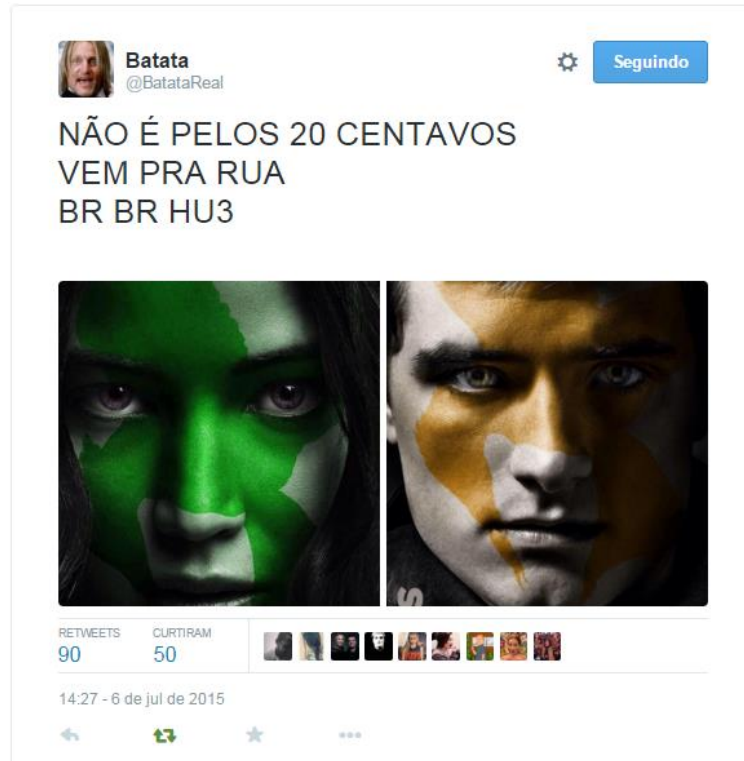 Batata
@BatataReal
Seguindo
NÃO É PELOS 20 CENTAVOS
VEM PRA RUA
BR BR HU3
RETWEETS
90
CURTIRAM
50
14:27 - 6 de jul de 2015